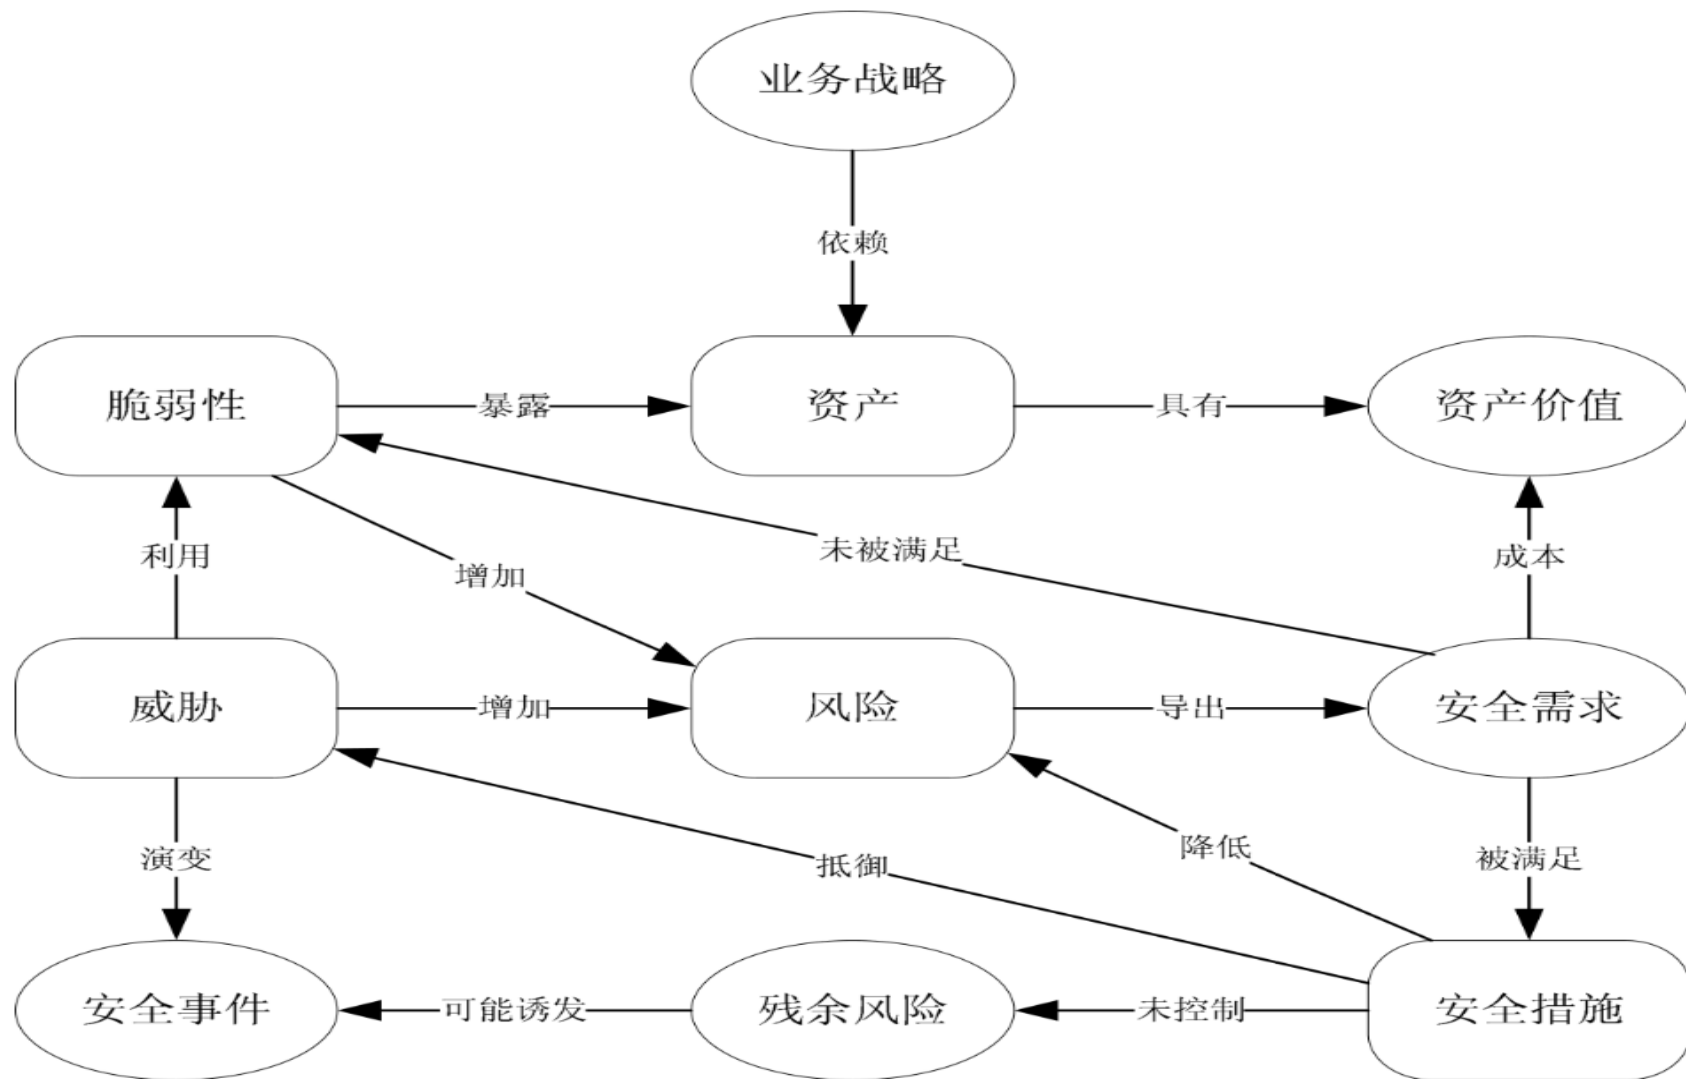 业务战略
依赖
脆弱性
暴露
资产
具有
资产价值
利用
增加
未被满足
成本
威胁
增加
风险
导出
安全需求
演变
抵御
降低
被满足
安全事件
可能诱发
残余风险
未控制
安全措施